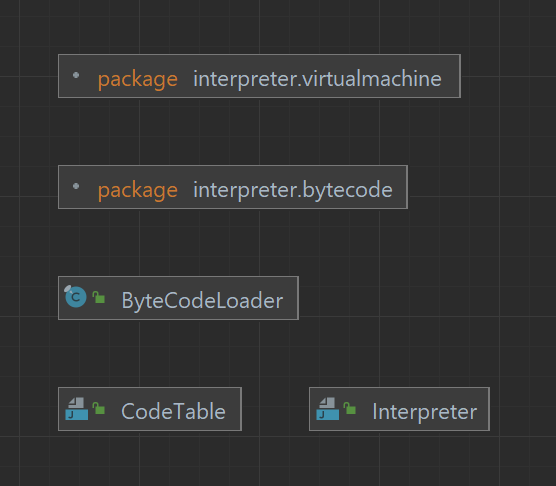 package interpreter.virtualmachine
package interpreter.bytecode
C ByteCodeLoader
J CodeTable
J Interpreter